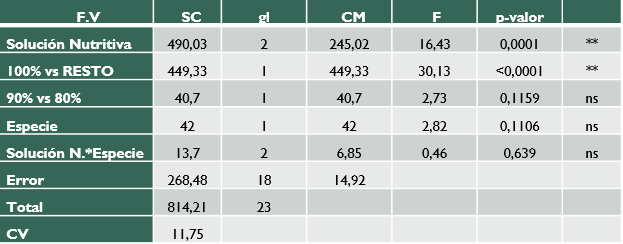 F.V SC gl CM F p-valor
Solución Nutritiva 490,03 2 245,02 16,43 0,0001 **
100% vs RESTO 449,33 1 449,33 30,13 <0,0001 **
90% vs 80% 40,7 1 40,7 2,73 0,1159 ns
Especie 42 1 42 2,82 0,1106 ns
Solución N.*Especie 13,7 2 6,85 0,46 0,639 ns
Error 268,48 18 14,92
Total 814,21 23
CV 11,75